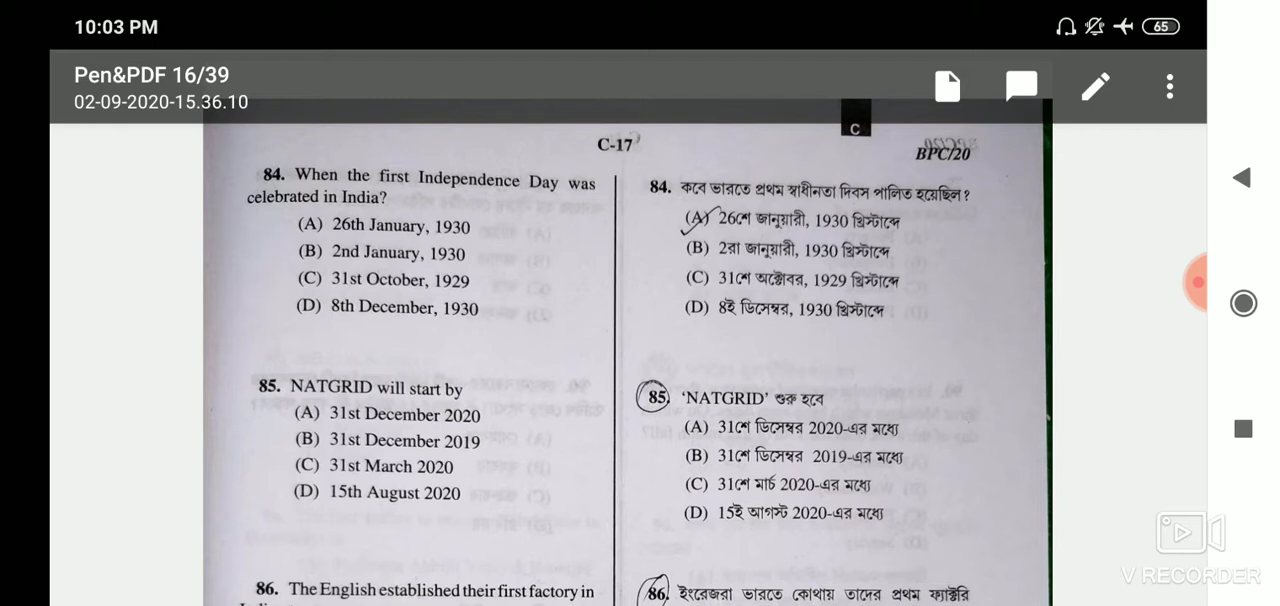 10:03 PM
65
Pen&PDF 16/39
02-09-2020-15.36.10
C
C-17
BPC/20
84. When the first Independence Day was
celebrated in India?
(A) 26th January, 1930
(B) 2nd January, 1930
(C) 31st October, 1929
(D) 8th December, 1930
85. NATGRID will start by
(A) 31st December 2020
(B) 31st December 2019
(C) 31st March 2020
(D) 15th August 2020
86. The English established their first factory in
84. কবে ভারতে প্রথম স্বাধীনতা দিবস পালিত হয়েছিল?
(A) 26শে জানুয়ারী, 1930 খ্রিস্টাব্দে
(B) 2রা জানুয়ারী, 1930 খ্রিস্টাব্দে
(C) 31শে অক্টোবর, 1929 খ্রিস্টাব্দে
(D) 8ই ডিসেম্বর, 1930 খ্রিস্টাব্দে
85. 'NATGRID' শুরু হবে
(A) 31শে ডিসেম্বর 2020-এর মধ্যে
(B) 31শে ডিসেম্বর 2019-এর মধ্যে
(C) 31শে মার্চ 2020-এর মধ্যে
(D) 15ই আগস্ট 2020-এর মধ্যে
86. ইংরেজরা ভারতে কোথায় তাদের প্রথম ফ্যাক্টরি
V RECORDER